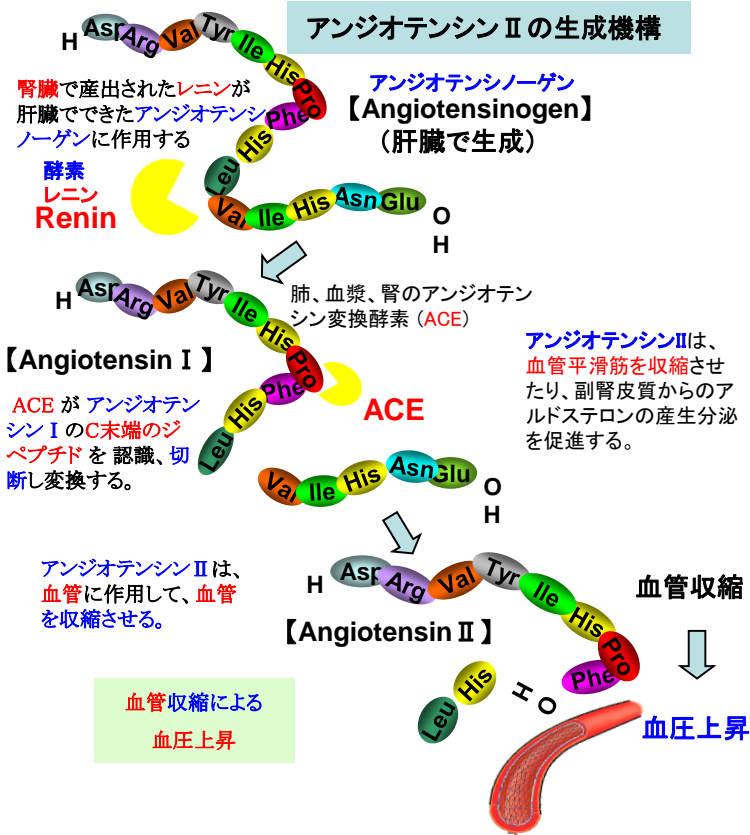 アンジオテンシンⅡの生成機構
H Asp Arg Val Tyr Ile His Pro Phe His Leu Val Ile His Asn Glu O H
腎臓で産出されたレニンが
肝臓でできたアンジオテンシ
ノーゲンに作用する
アンジオテンシノーゲン
【Angiotensinogen】
(肝臓で生成)
酵素
レニン
Renin
肺、血漿、腎のアンジオテン
シン変換酵素 (ACE)
H Asp Arg Val Tyr Ile His Pro Phe His Leu
【Angiotensin Ⅰ】
ACE
ACE が アンジオテン
シンⅠのC末端のジ
ペプチド を 認識、切
断し変換する。
アンジオテンシンⅡは、
血管平滑筋を収縮させ
たり、副腎皮質からのア
ルドステロンの産生分泌
を促進する。
Val Ile His Asn Glu O H
アンジオテンシンⅡは、
血管に作用して、血管
を収縮させる。
H Asp Arg Val Tyr Ile His Pro Phe O H
【Angiotensin Ⅱ】
Leu His
血管収縮
血圧上昇
血管収縮による
血圧上昇